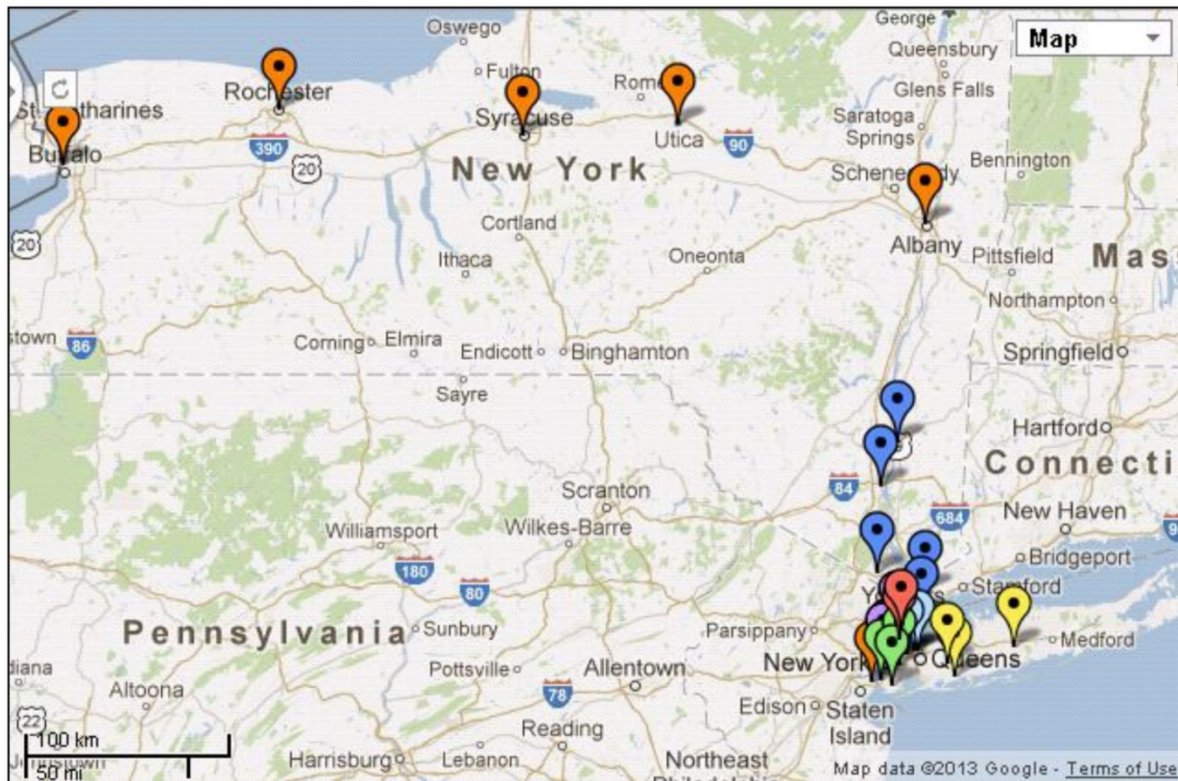 George
Oswego
Map
Queensbury
Fulton
Glens Falls
Rome
Rochester
St. Catharines
Syracuse
Saratoga
Springs
Utica
390
90
Buffalo
Bennington
20
New York
Schenectady
Cortland
20
Albany
Pittsfield
Oneonta
Ithaca
Mass
Northampton
stown
86
Corning
Elmira
Endicott
Binghamton
Springfield
Sayre
Hartford
Connecti
84
Scranton
684
New Haven
Williamsport
Wilkes-Barre
Bridgeport
180
80
Stamford
Pennsylvania
Sunbury
Parsippany
Medford
New York
Queens
diana
Pottsville
Allentown
Altoona
78
Edison
Staten
Island
22
Reading
100 km
Harrisburg
Lebanon
Northeast
Philadelphia
Johnstown
50 mi
Map data ©2013 Google - Terms of Use